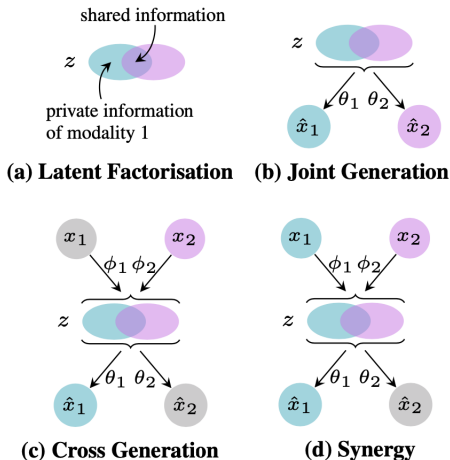 shared information
z
private information
of modality 1
(a) Latent Factorisation
z
θ₁ θ₂
x̂₁ x̂₂
(b) Joint Generation
x₁ x₂
ϕ₁ ϕ₂
z
θ₁ θ₂
x̂₁ x̂₂
(c) Cross Generation
x₁ x₂
ϕ₁ ϕ₂
z
θ₁ θ₂
x̂₁ x̂₂
(d) Synergy